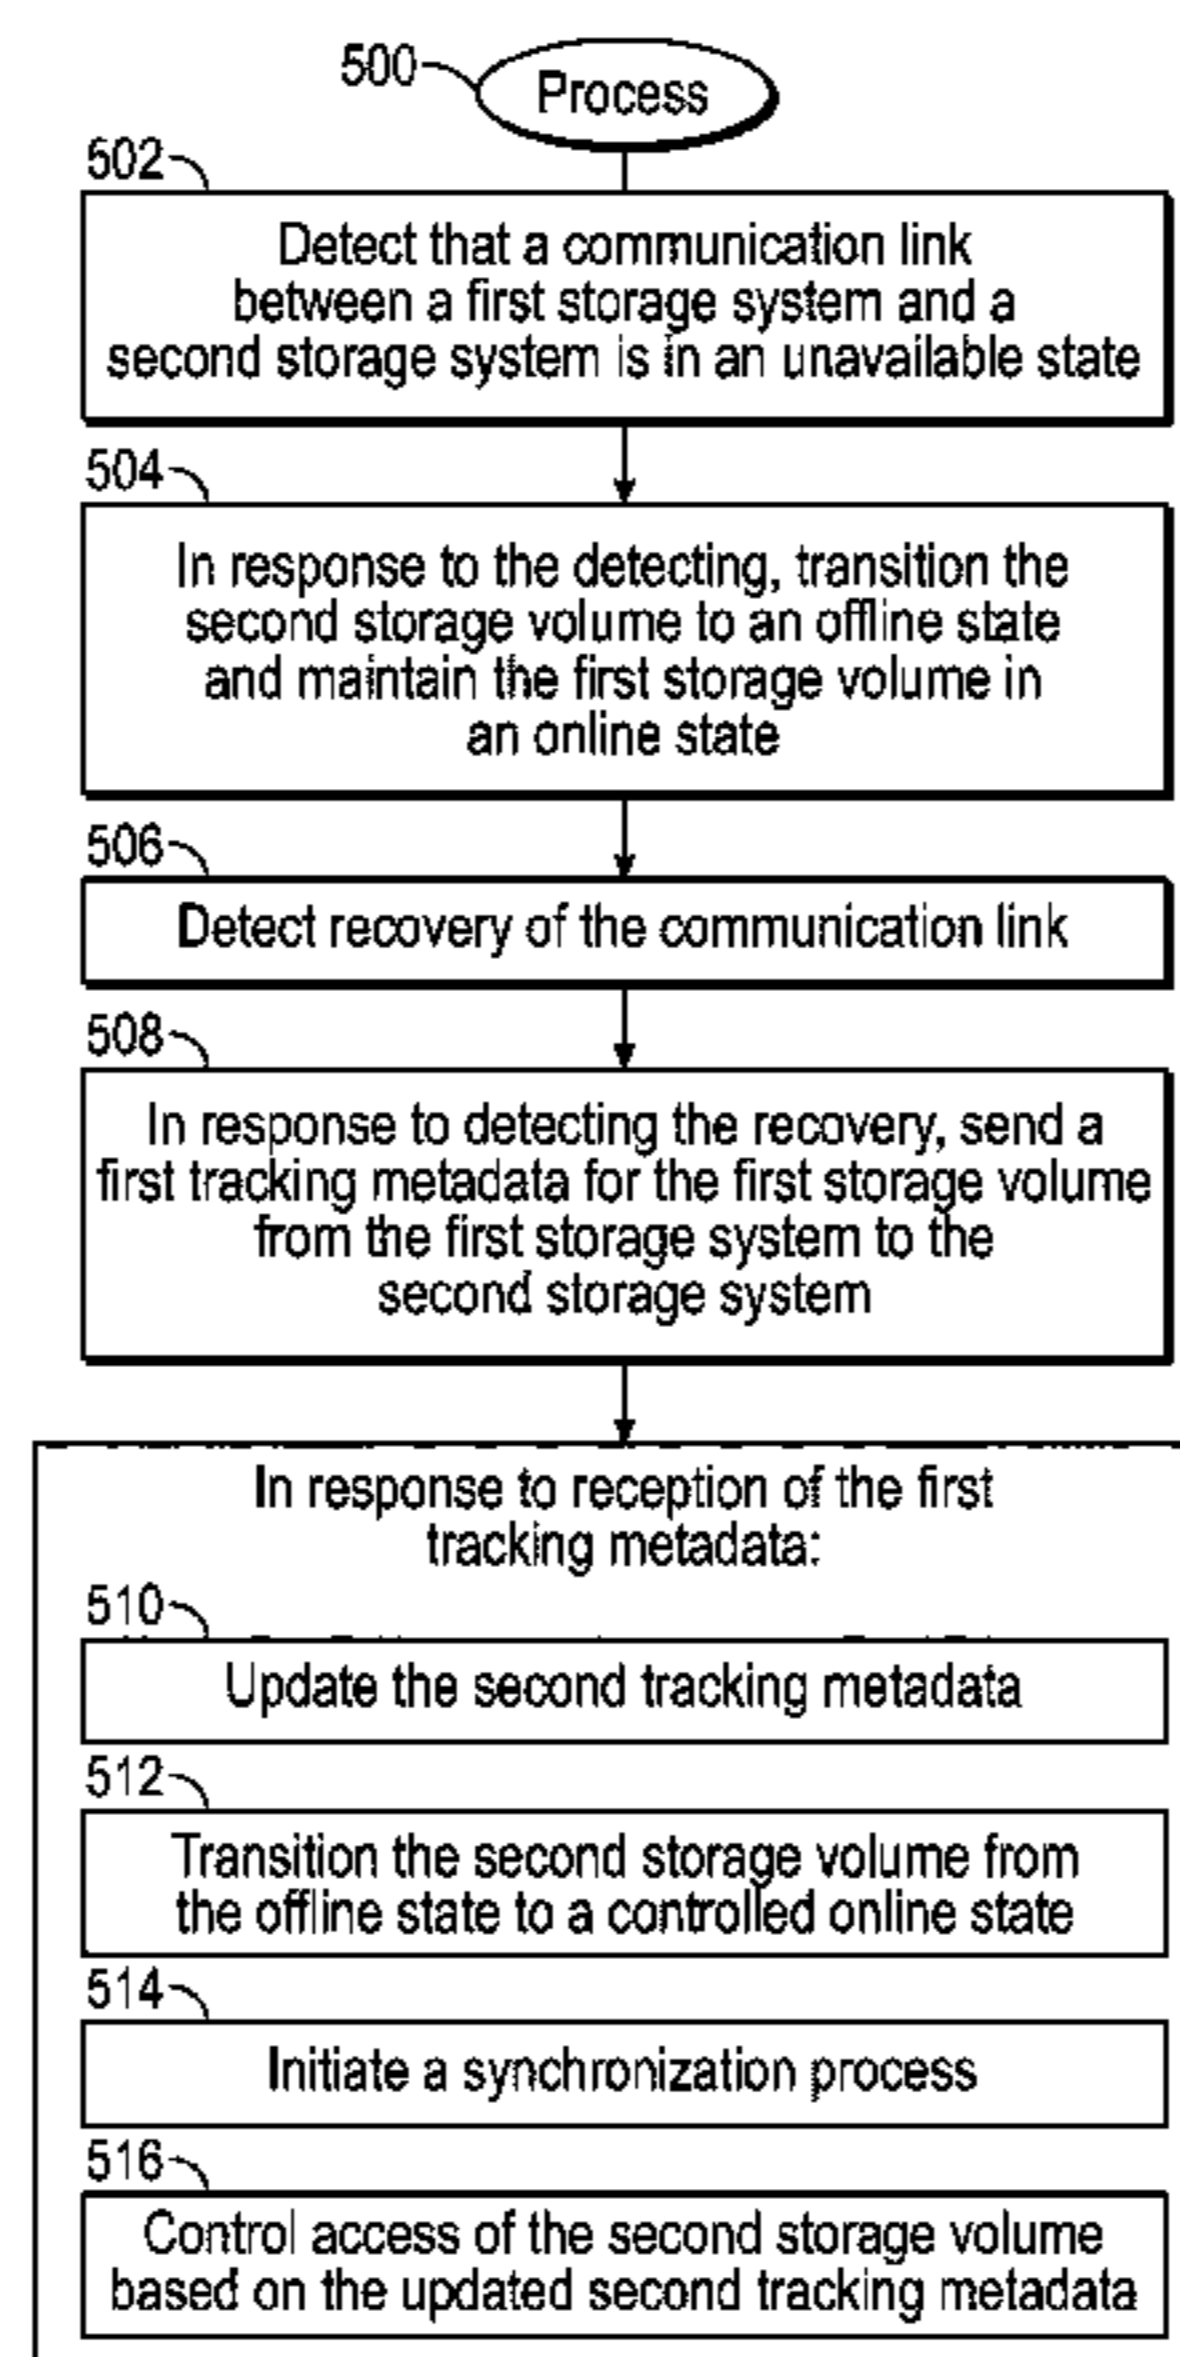 500
Process
502
Detect that a communication link
between a first storage system and a
second storage system is in an unavailable state
504
In response to the detecting, transition the
second storage volume to an offline state
and maintain the first storage volume in
an online state
506
Detect recovery of the communication link
508
In response to detecting the recovery, send a
first tracking metadata for the first storage volume
from the first storage system to the
second storage system
In response to reception of the first
tracking metadata:
510
Update the second tracking metadata
512
Transition the second storage volume from
the offline state to a controlled online state
514
Initiate a synchronization process
516
Control access of the second storage volume
based on the updated second tracking metadata